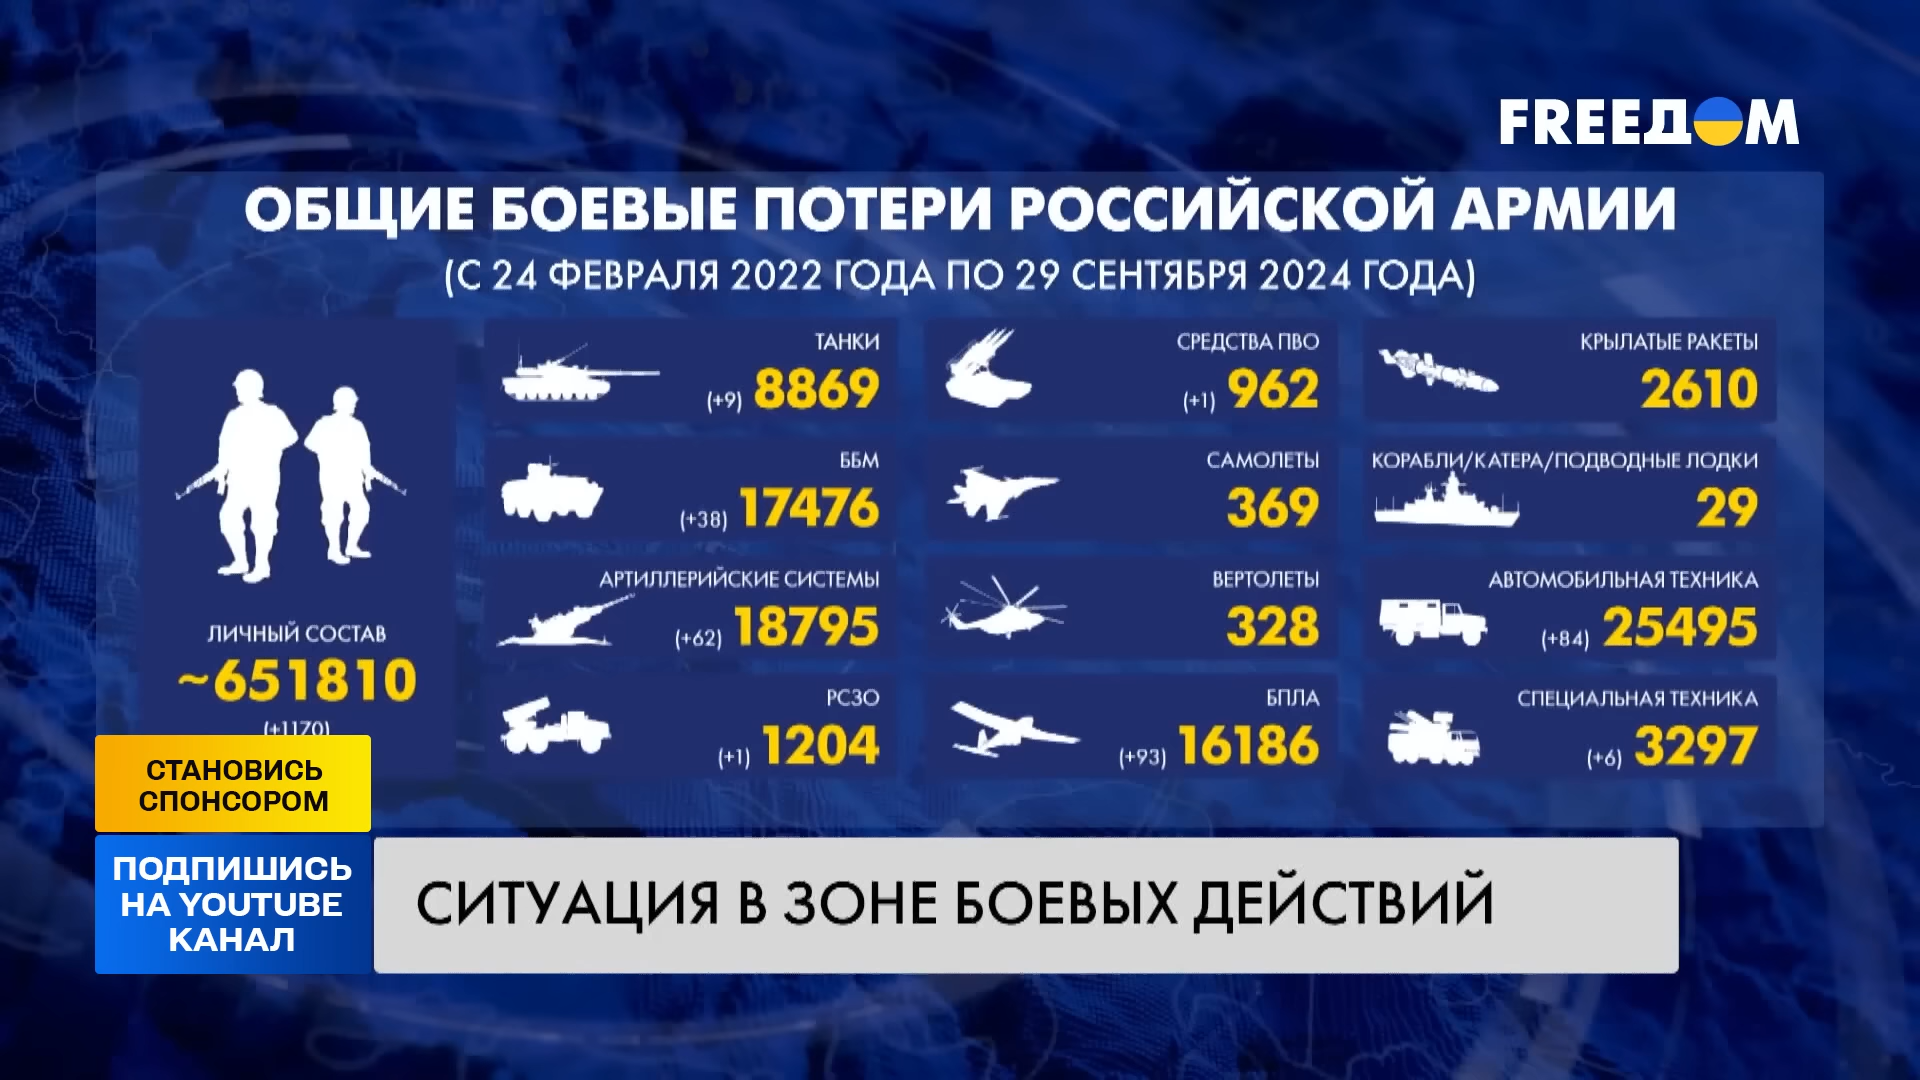 FREEДOM
ОБЩИЕ БОЕВЫЕ ПОТЕРИ РОССИЙСКОЙ АРМИИ
(С 24 ФЕВРАЛЯ 2022 ГОДА ПО 29 СЕНТЯБРЯ 2024 ГОДА)
ЛИЧНЫЙ СОСТАВ
~651810
(+1170)
ТАНКИ
(+9) 8869
ББМ
(+38) 17476
АРТИЛЛЕРИЙСКИЕ СИСТЕМЫ
(+62) 18795
РСЗО
(+1) 1204
СРЕДСТВА ПВО
(+1) 962
САМОЛЕТЫ
369
ВЕРТОЛЕТЫ
328
БПЛА
(+93) 16186
КРЫЛАТЫЕ РАКЕТЫ
2610
КОРАБЛИ/КАТЕРА/ПОДВОДНЫЕ ЛОДКИ
29
АВТОМОБИЛЬНАЯ ТЕХНИКА
(+84) 25495
СПЕЦИАЛЬНАЯ ТЕХНИКА
(+6) 3297
СТАНОВИСЬ
СПОНСОРОМ
ПОДПИШИСЬ
НА YOUTUBE
КАНАЛ
СИТУАЦИЯ В ЗОНЕ БОЕВЫХ ДЕЙСТВИЙ